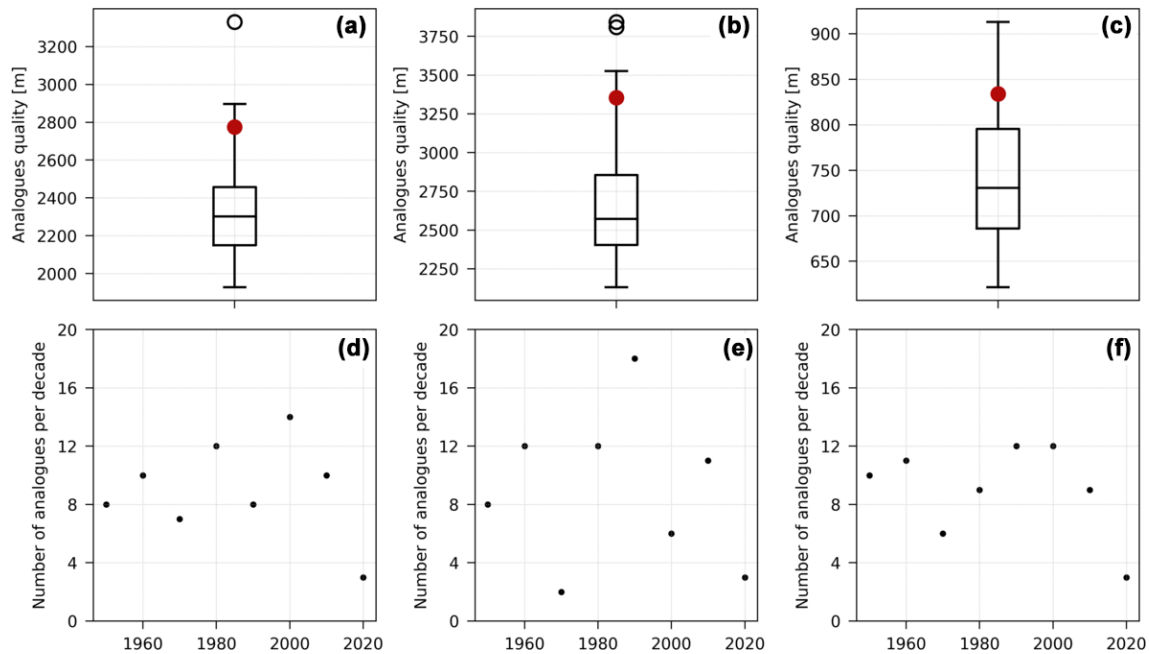 (a)
Analogues quality [m]
3200
3000
2800
2600
2400
2200
2000
(b)
Analogues quality [m]
3750
3500
3250
3000
2750
2500
2250
(c)
Analogues quality [m]
900
850
800
750
700
650
(d)
Number of analogues per decade
20
16
12
8
4
0
1960 1980 2000 2020
(e)
Number of analogues per decade
20
16
12
8
4
0
1960 1980 2000 2020
(f)
Number of analogues per decade
20
16
12
8
4
0
1960 1980 2000 2020